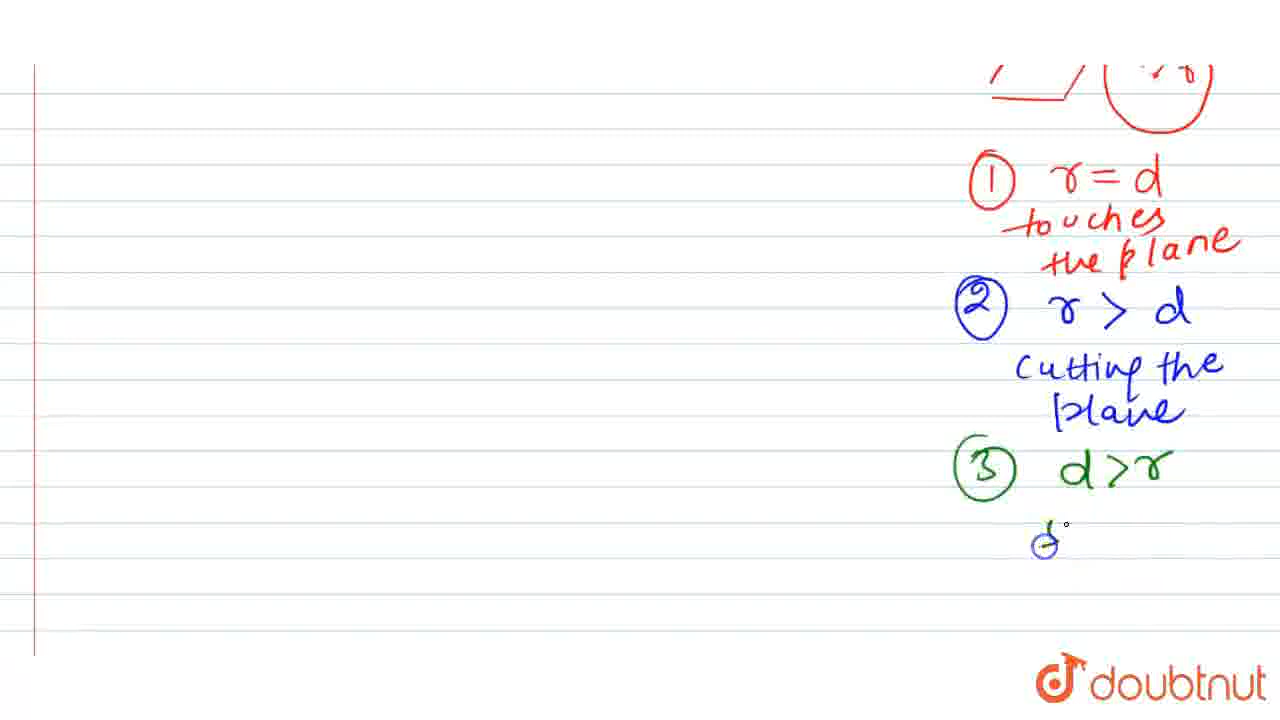 r
① r = d
touches
the plane
② r > d
Cutting the
plane
③ d > r
doubtnut